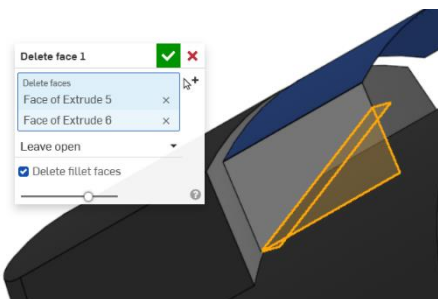 Delete face 1
Delete faces
Face of Extrude 5
Face of Extrude 6
Leave open
Delete fillet faces